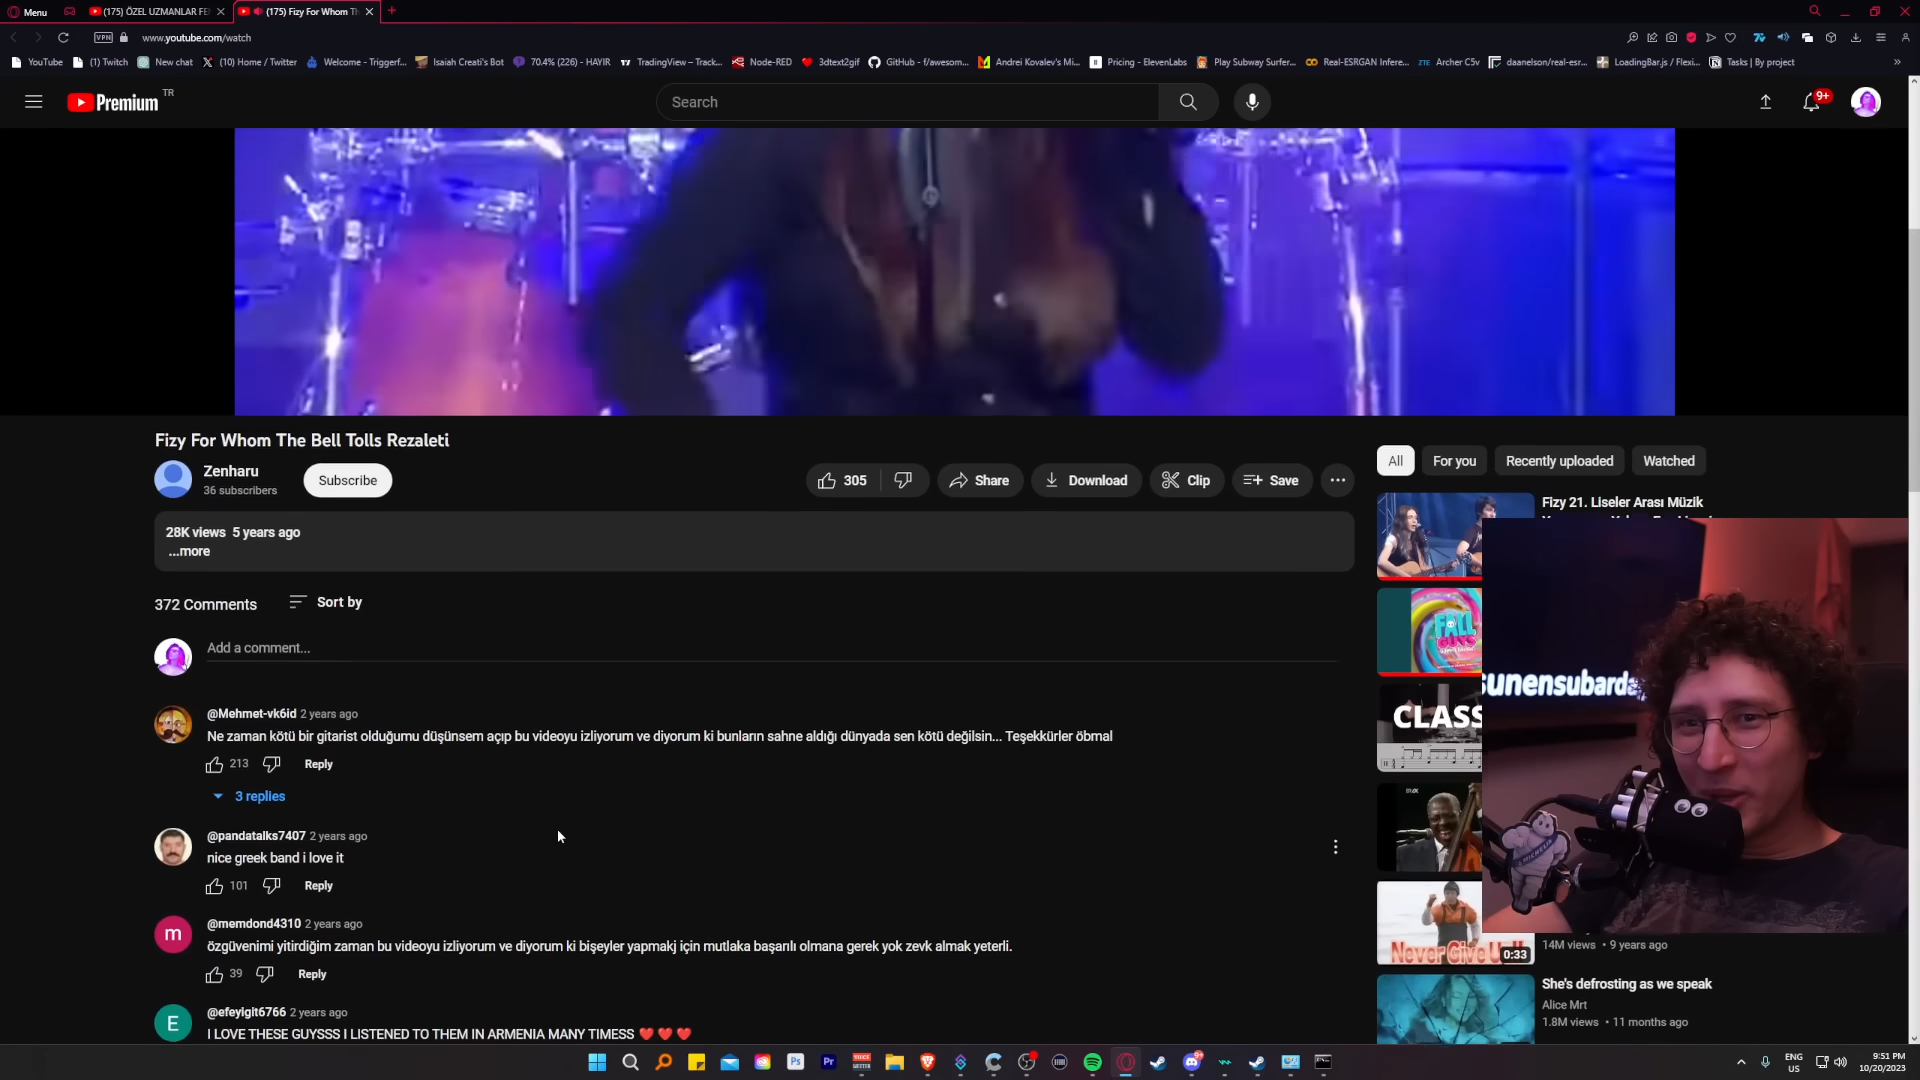 Menu
(175) ÖZEL UZMANLAR FE
(175) Fizy For Whom Th
VPN
www.youtube.com/watch
YouTube
(1) Twitch
New chat
(10) Home / Twitter
Welcome - Triggerf...
Isaiah Creati's Bot
70.4% (226) - HAYIR
TradingView – Track...
Node-RED
3dtext2gif
GitHub - f/awesom...
Andrei Kovalev's Mi...
Pricing - ElevenLabs
Play Subway Surfer...
Real-ESRGAN Infere...
ZTE
Archer C5v
daanelson/real-esr...
LoadingBar.js / Flexi...
Tasks | By project
Premium
TR
Search
9+
Fizy For Whom The Bell Tolls Rezaleti
Zenharu
36 subscribers
Subscribe
305
Share
Download
Clip
Save
28K views 5 years ago
...more
372 Comments
Sort by
Add a comment...
@Mehmet-vk6id 2 years ago
Ne zaman kötü bir gitarist olduğumu düşünsem açıp bu videoyu izliyorum ve diyorum ki bunların sahne aldığı dünyada sen kötü değilsin... Teşekkürler öbmal
213
Reply
3 replies
@pandatalks7407 2 years ago
nice greek band i love it
101
Reply
m
@memdond4310 2 years ago
özgüvenimi yitirdiğim zaman bu videoyu izliyorum ve diyorum ki bişeyler yapmakj için mutlaka başarılı olmana gerek yok zevk almak yeterli.
39
Reply
E
@efeyigit6766 2 years ago
I LOVE THESE GUYSSS I LISTENED TO THEM IN ARMENIA MANY TIMESS ❤️ ❤️ ❤️
All
For you
Recently uploaded
Watched
Fizy 21. Liseler Arası Müzik
FALL GUYS
CLASS
sunensubarda
MICHELIN
Never Give Up!!
0:33
14M views • 9 years ago
She's defrosting as we speak
Alice Mrt
1.8M views • 11 months ago
Ps
Pr
ENG
US
9:51 PM
10/20/2023